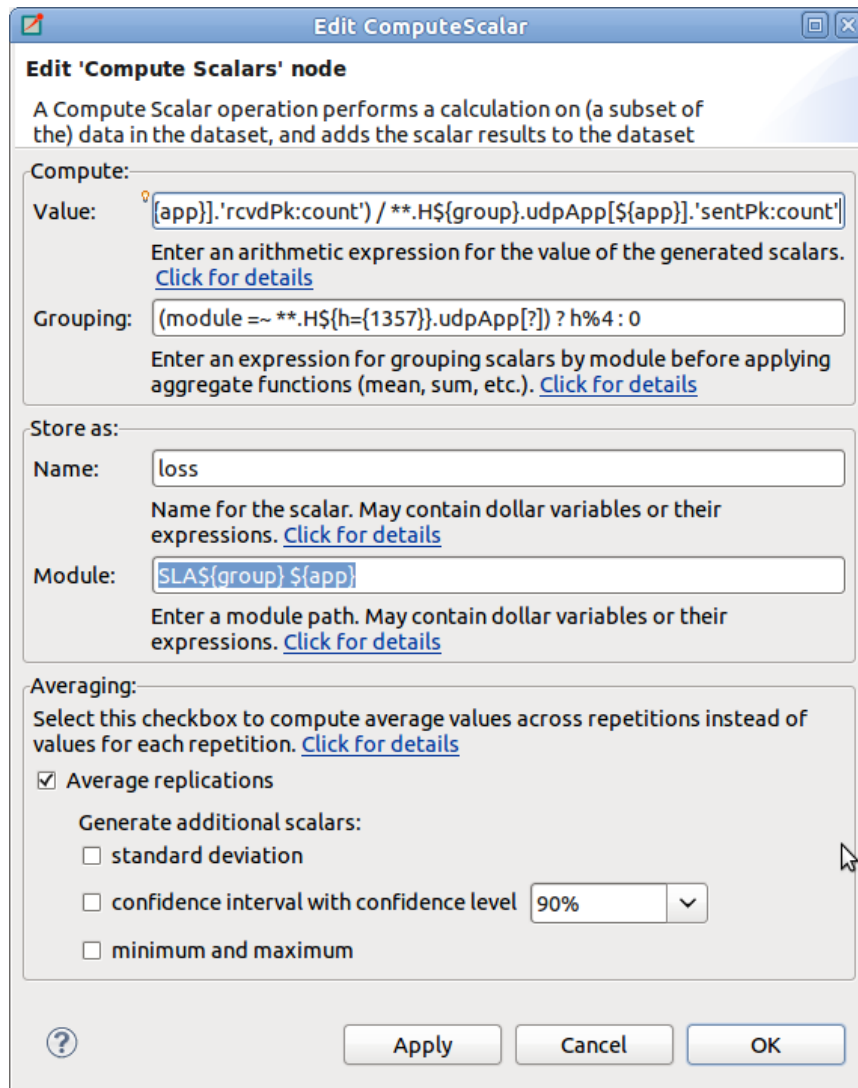 Edit ComputeScalar
Edit 'Compute Scalars' node
A Compute Scalar operation performs a calculation on (a subset of
the) data in the dataset, and adds the scalar results to the dataset
Compute:
Value: {app}].'rcvdPk:count') / **.H${group}.udpApp[${app}].'sentPk:count'
Enter an arithmetic expression for the value of the generated scalars.
Click for details
Grouping: (module =~ **.H${h={1357}}.udpApp[?]) ? h%4 : 0
Enter an expression for grouping scalars by module before applying
aggregate functions (mean, sum, etc.). Click for details
Store as:
Name: loss
Name for the scalar. May contain dollar variables or their
expressions. Click for details
Module: SLA${group} ${app}
Enter a module path. May contain dollar variables or their
expressions. Click for details
Averaging:
Select this checkbox to compute average values across repetitions instead of
values for each repetition. Click for details
Average replications
Generate additional scalars:
standard deviation
confidence interval with confidence level 90%
minimum and maximum
? Apply Cancel OK